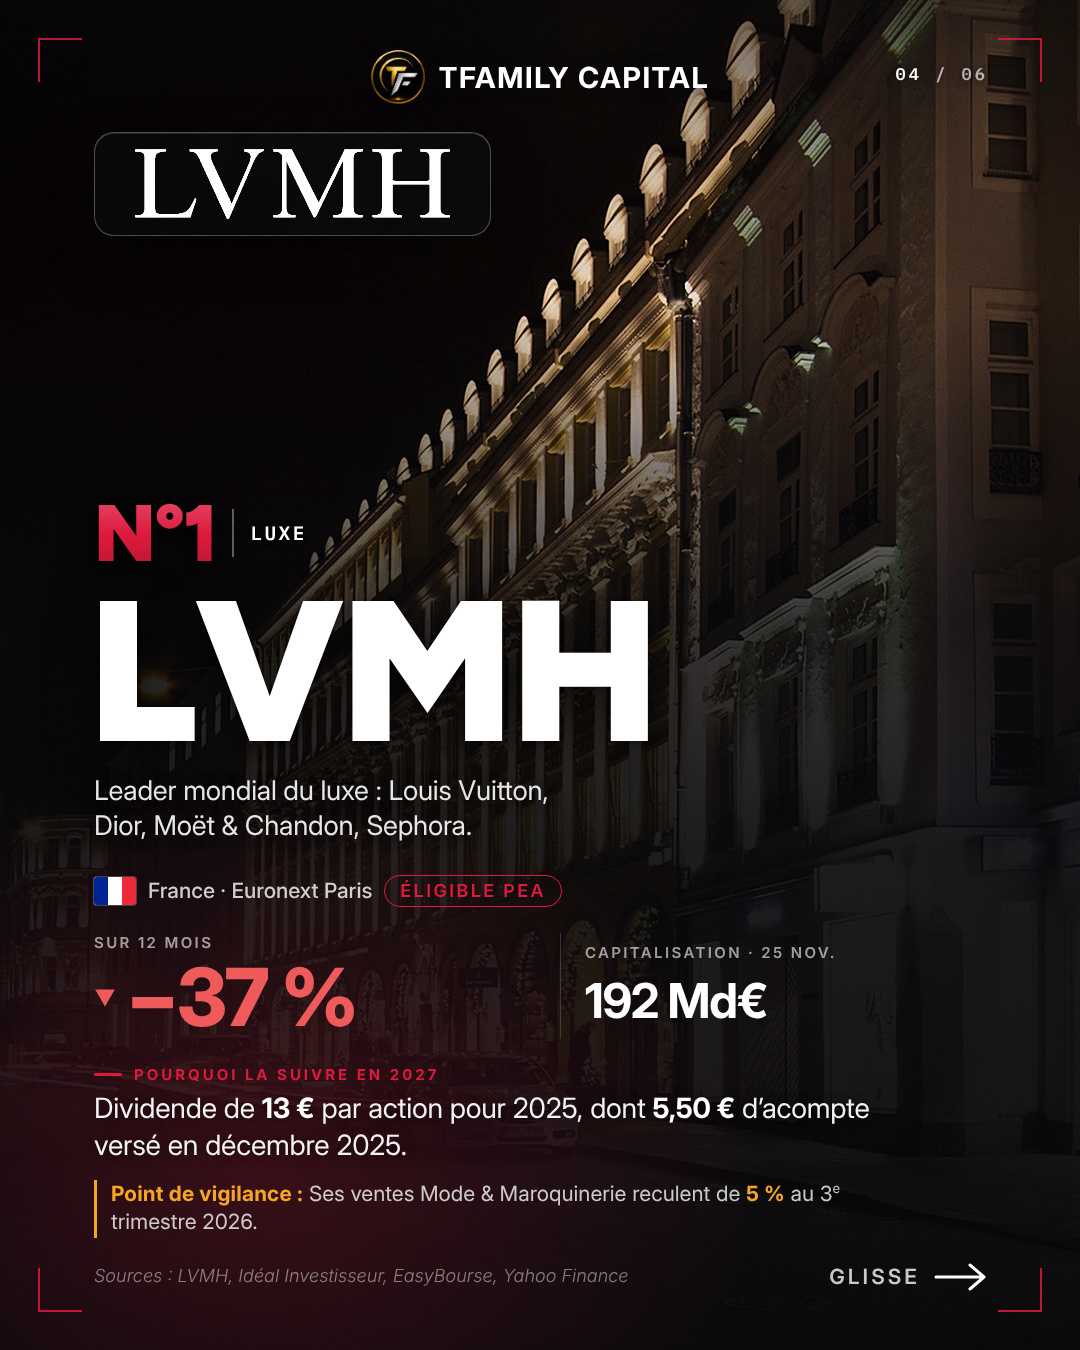 TF
TFAMILY CAPITAL
04 / 06
LVMH
N°1
LUXE
LVMH
Leader mondial du luxe : Louis Vuitton,
Dior, Moët & Chandon, Sephora.
France · Euronext Paris
ÉLIGIBLE PEA
SUR 12 MOIS
▼ –37 %
CAPITALISATION · 25 NOV.
192 Md€
POURQUOI LA SUIVRE EN 2027
Dividende de 13 € par action pour 2025, dont 5,50 € d’acompte
versé en décembre 2025.
Point de vigilance : Ses ventes Mode & Maroquinerie reculent de 5 % au 3e
trimestre 2026.
Sources : LVMH, Idéal Investisseur, EasyBourse, Yahoo Finance
GLISSE